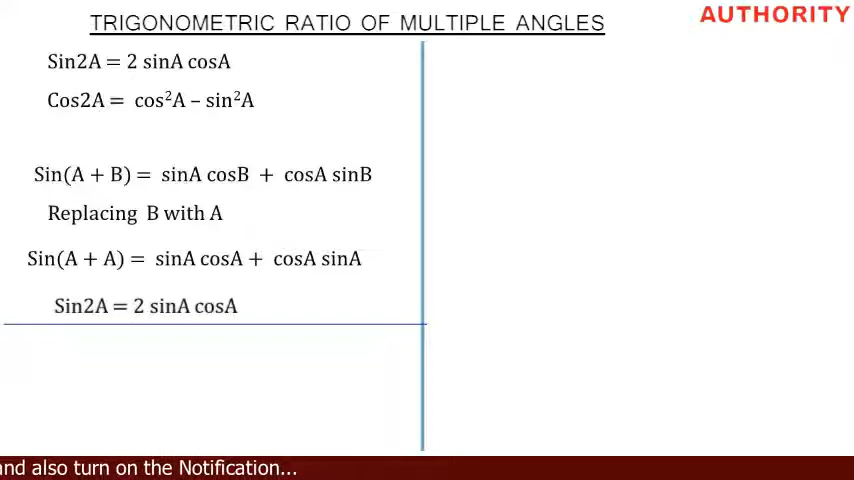 TRIGONOMETRIC RATIO OF MULTIPLE ANGLES
AUTHORITY
Sin2A = 2 sinA cosA
Cos2A = cos²A – sin²A
Sin(A + B) = sinA cosB + cosA sinB
Replacing B with A
Sin(A + A) = sinA cosA + cosA sinA
Sin2A = 2 sinA cosA
and also turn on the Notification...